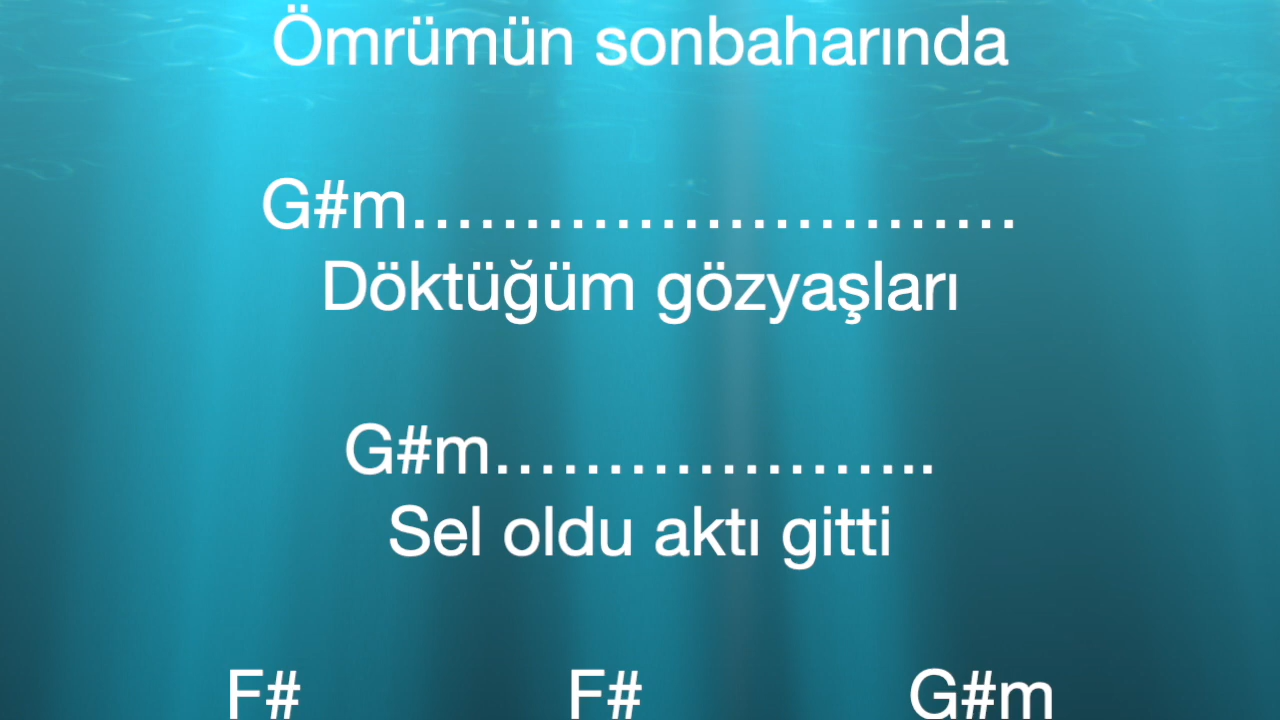 Ömrümün sonbaharında
G#m...........................
Döktüğüm gözyaşları
G#m....................
Sel oldu aktı gitti
F# F# G#m